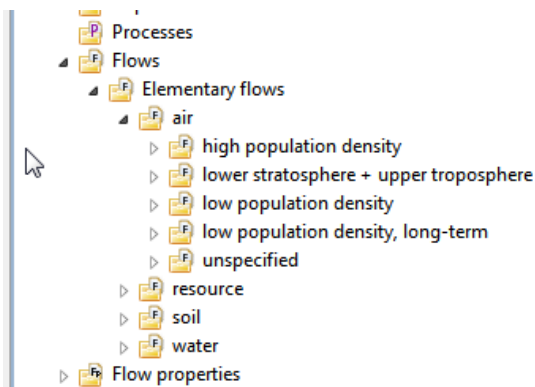 Processes
Flows
Elementary flows
air
high population density
lower stratosphere + upper troposphere
low population density
low population density, long-term
unspecified
resource
soil
water
Flow properties